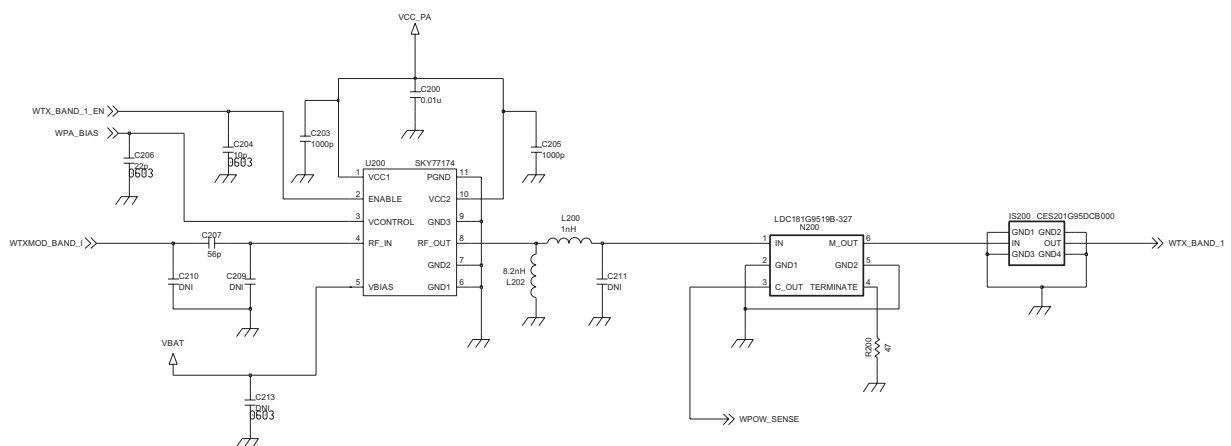 VCC_PA
C200
0.01u
WTX_BAND_1_EN
WPA_BIAS
C206
22p
0603
C204
10p
0603
C203
1000p
C205
1000p
U200 SKY77174
1 VCC1 PGND 11
2 ENABLE VCC2 10
3 VCONTROL GND3 9
4 RF_IN RF_OUT 8
GND2 7
5 VBIAS GND1 6
WTXMOD_BAND_I
C207
56p
C210
DNI
C209
DNI
VBAT
C213
DNI
0603
L200
1nH
8.2nH
L202
C211
DNI
LDC181G9519B-327
N200
1 IN M_OUT 6
2 GND1 GND2 5
3 C_OUT TERMINATE 4
R200
47
WPOW_SENSE
IS200 CES201G95DCB000
GND1 GND2
IN OUT
GND3 GND4
WTX_BAND_1